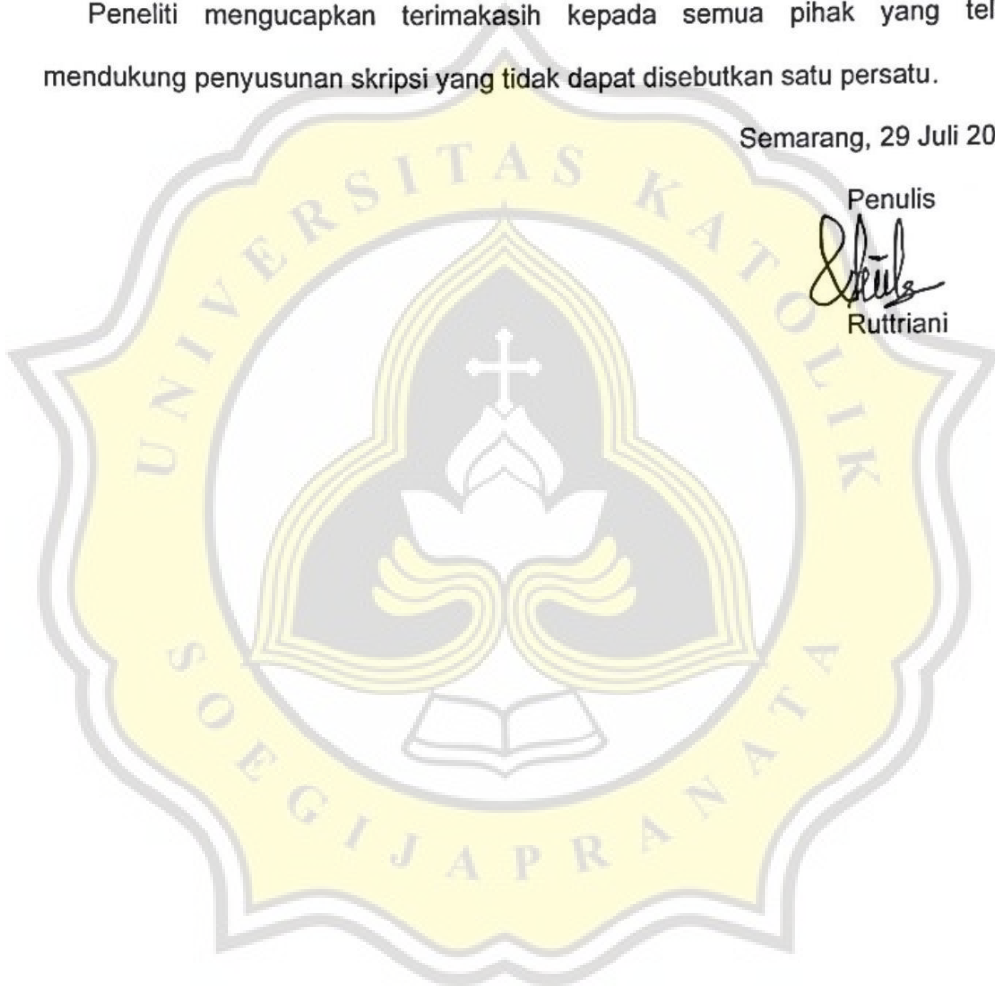 Peneliti mengucapkan terimakasih kepada semua pihak yang tel
mendukung penyusunan skripsi yang tidak dapat disebutkan satu persatu.
Semarang, 29 Juli 20
Penulis
Ruttriani
UNIVERSITAS KATOLIK
SOEGIJAPRANATA